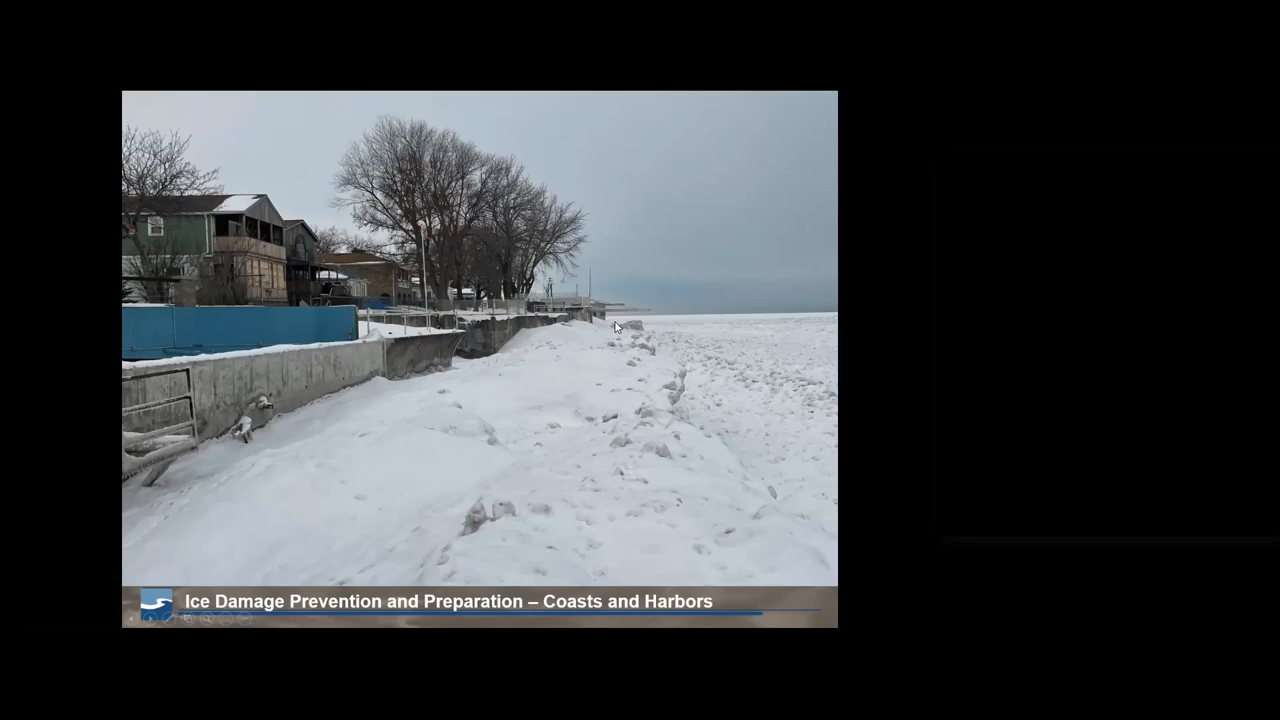 Ice Damage Prevention and Preparation – Coasts and Harbors